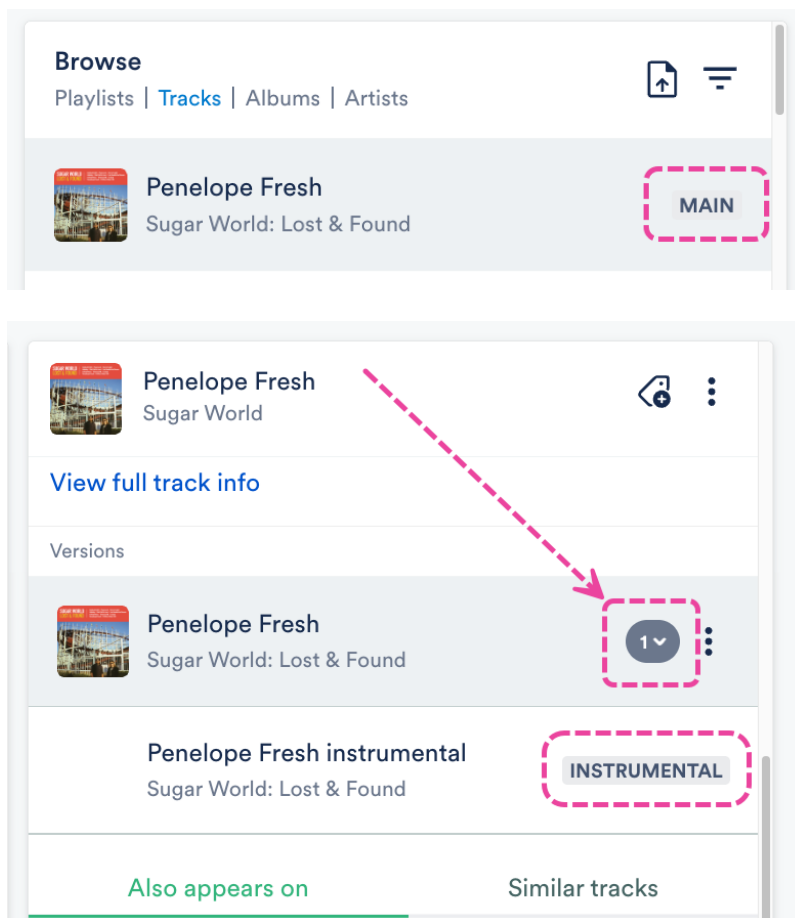 Browse
Playlists | Tracks | Albums | Artists
Penelope Fresh
Sugar World: Lost & Found
MAIN
Penelope Fresh
Sugar World
View full track info
Versions
Penelope Fresh
Sugar World: Lost & Found
1
Penelope Fresh instrumental
Sugar World: Lost & Found
INSTRUMENTAL
Also appears on
Similar tracks